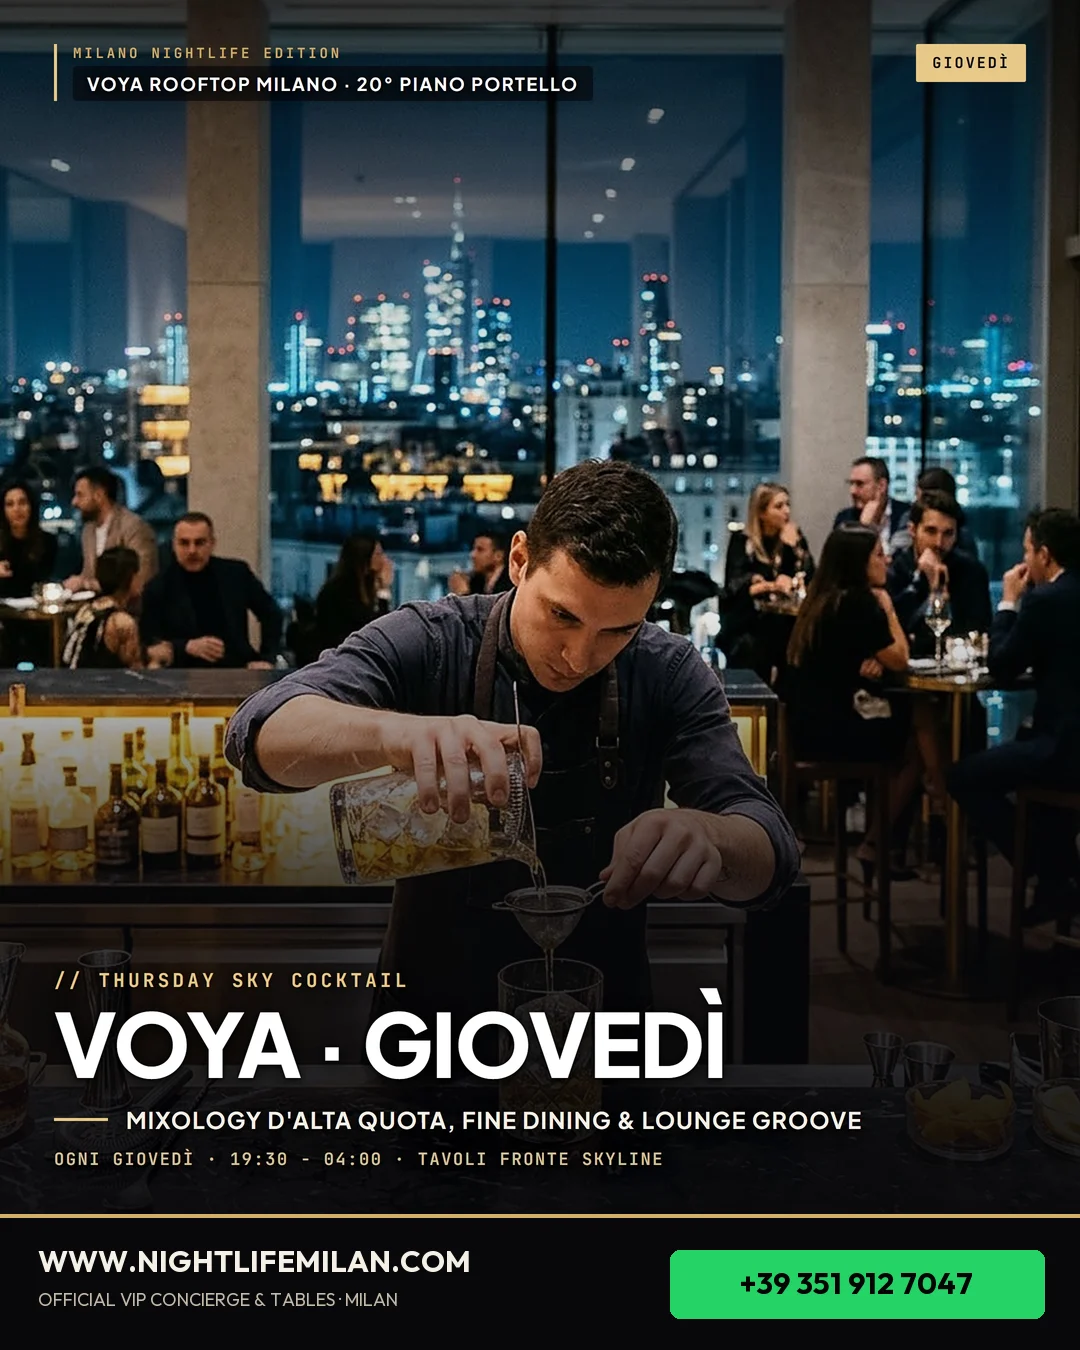 MILANO NIGHTLIFE EDITION
VOYA ROOFTOP MILANO · 20° PIANO PORTELLO
GIOVEDÌ
// THURSDAY SKY COCKTAIL
VOYA · GIOVEDÌ
MIXOLOGY D'ALTA QUOTA, FINE DINING & LOUNGE GROOVE
OGNI GIOVEDÌ · 19:30 - 04:00 · TAVOLI FRONTE SKYLINE
WWW.NIGHTLIFEMILAN.COM
OFFICIAL VIP CONCIERGE & TABLES · MILAN
+39 351 912 7047